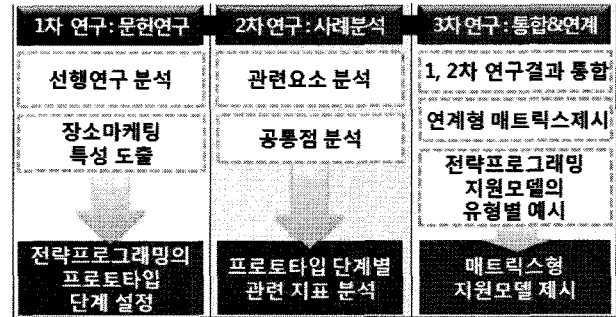 1차 연구 : 문헌연구
선행연구 분석
장소마케팅
특성 도출
전략프로그래밍의
프로토타입
단계 설정
2차 연구 : 사례분석
관련요소 분석
공통점 분석
프로토타입 단계별
관련 지표 분석
3차 연구 : 통합&연계
1, 2차 연구결과 통합
연계형 매트릭스제시
전략프로그래밍
지원모델의
유형별 예시
매트릭스형
지원모델 제시